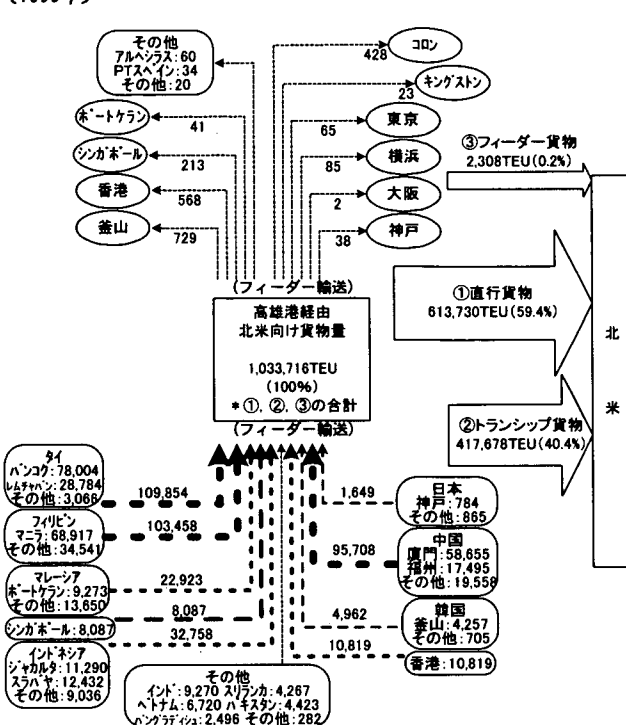 その他
アルヘシラス:60
PTスペイン:34
その他:20
コロン
428
キングストン
23
ポートケラン
41
東京
65
シンガポール
213
横浜
85
香港
568
大阪
2
釜山
729
神戸
38
③フィーダー貨物
2,308TEU(0.2%)
(フィーダー輸送)
高雄港経由
北米向け貨物量
1,033,716TEU
(100%)
*①, ②, ③の合計
(フィーダー輸送)
①直行貨物
613,730TEU(59.4%)
②トランシップ貨物
417,678TEU(40.4%)
北
米
タイ
バンコク:78,004
レムチャバン:28,784
その他:3,066
109,854
フィリピン
マニラ:68,917
その他:34,541
103,458
マレーシア
ポートケラン:9,273
その他:13,650
22,923
シンガポール:8,087
8,087
インドネシア
ジャカルタ:11,290
スラバヤ:12,432
その他:9,036
32,758
その他
インド:9,270 スリランカ:4,267
ベトナム:6,720 パキスタン:4,423
バングラディシュ:2,496 その他:282
日本
神戸:784
その他:865
1,649
中国
廈門:58,655
福州:17,495
その他:19,558
95,708
韓国
釜山:4,257
その他:705
4,962
香港:10,819
10,819